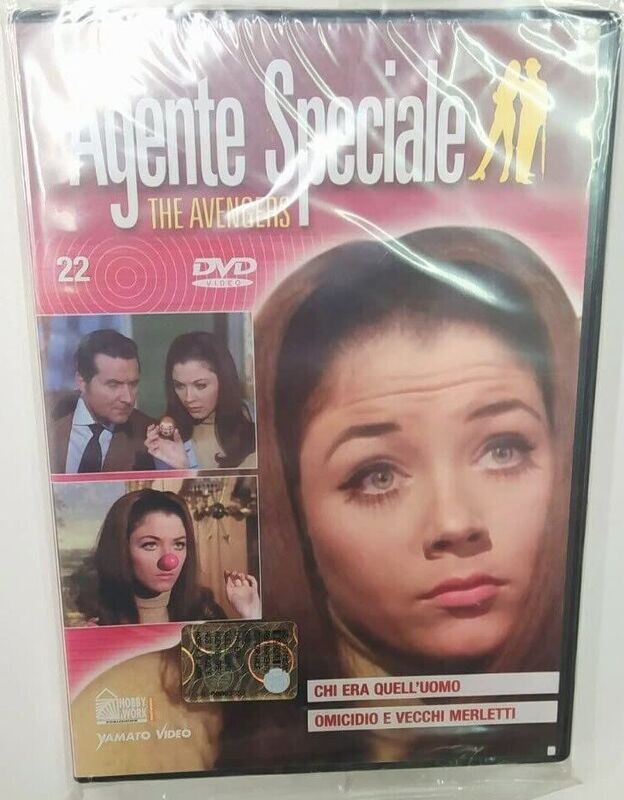 Agente Speciale
THE AVENGERS
22
DVD
VIDEO
CHI ERA QUELL'UOMO
OMICIDIO E VECCHI MERLETTI
HOBBY
& WORK
YAMATO VIDEO